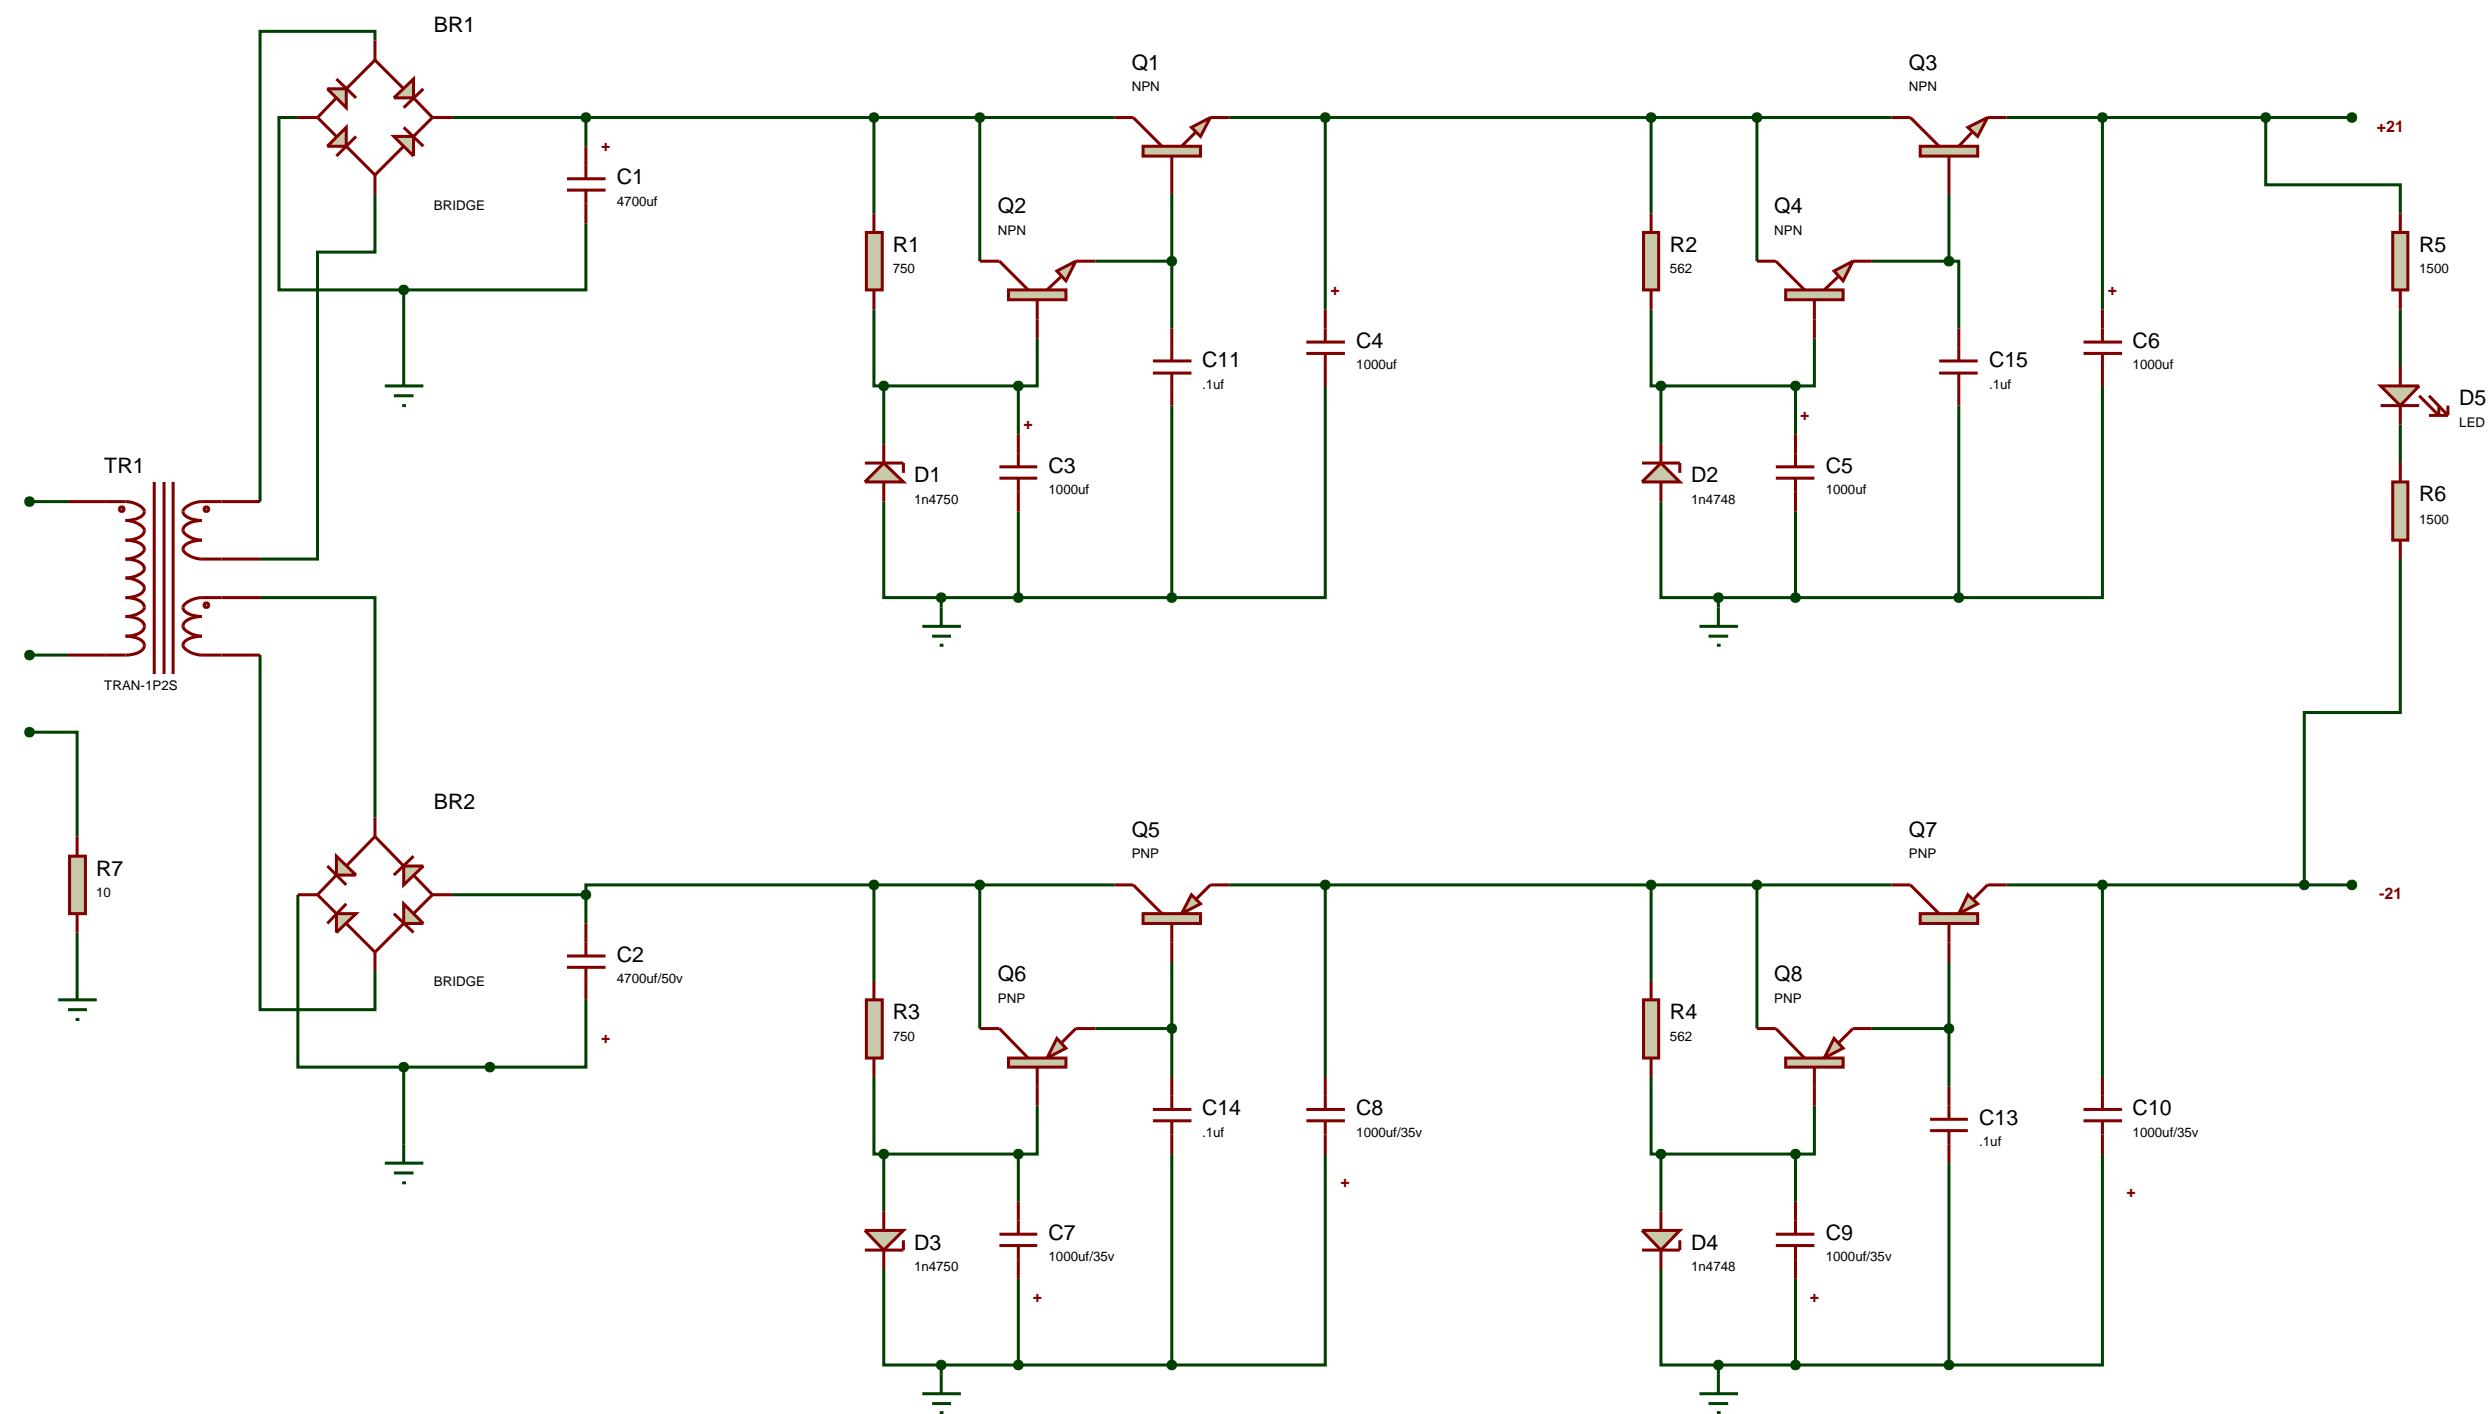 BR1
BRIDGE
+
C1
4700uf
Q1
NPN
Q3
NPN
+21
Q2
NPN
R1
750
Q4
NPN
R2
562
R5
1500
+
C4
1000uf
+
C6
1000uf
C11
.1uf
C15
.1uf
D5
LED
+
C3
1000uf
D1
1n4750
+
C5
1000uf
D2
1n4748
R6
1500
TR1
TRAN-1P2S
R7
10
BR2
BRIDGE
C2
4700uf/50v
+
Q5
PNP
Q7
PNP
-21
Q6
PNP
R3
750
Q8
PNP
R4
562
C14
.1uf
C8
1000uf/35v
+
C13
.1uf
C10
1000uf/35v
+
D3
1n4750
C7
1000uf/35v
+
D4
1n4748
C9
1000uf/35v
+